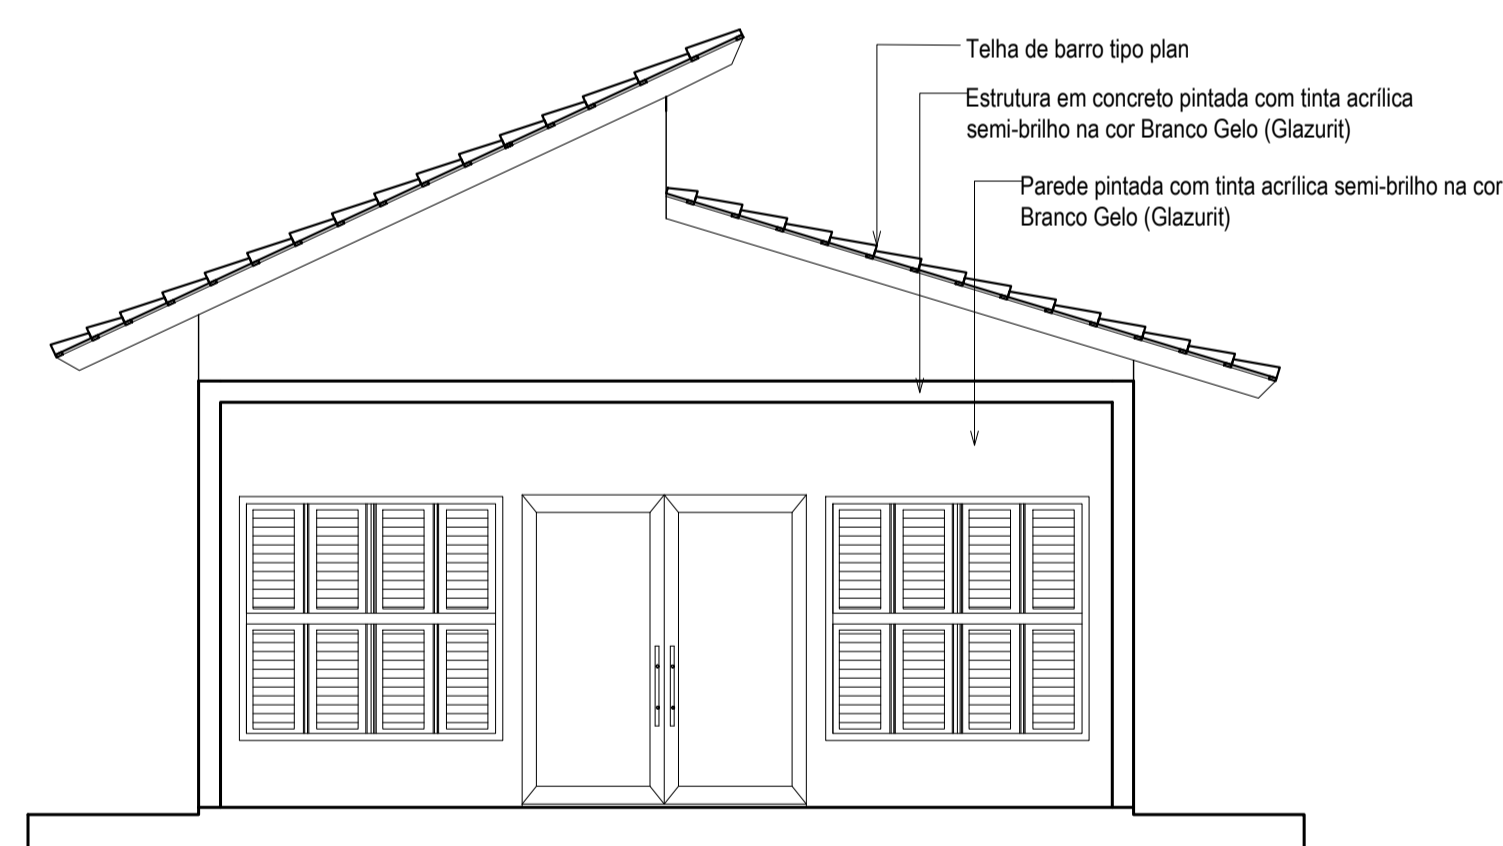 Telha de barro tipo plan
Estrutura em concreto pintada com tinta acrílica
semi-brilho na cor Branco Gelo (Glazurit)
Parede pintada com tinta acrílica semi-brilho na cor
Branco Gelo (Glazurit)